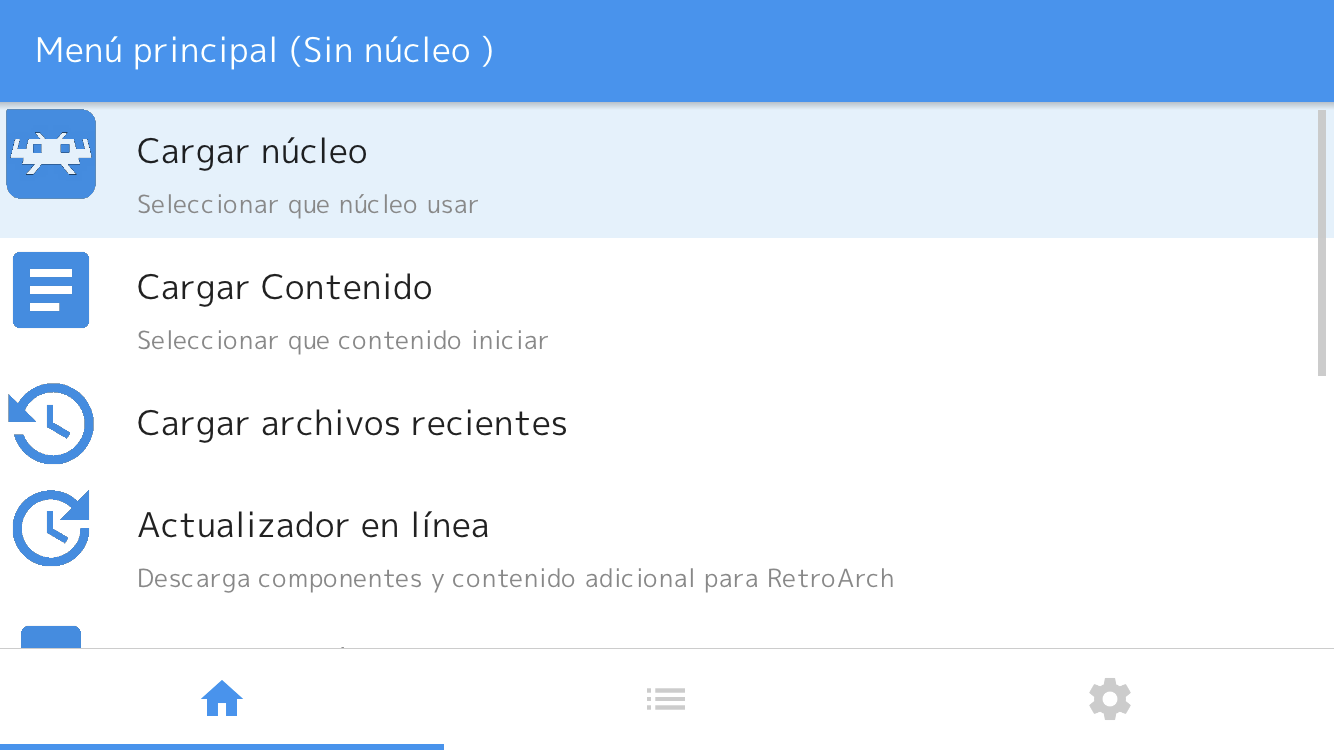 Menú principal (Sin núcleo )
Cargar núcleo
Seleccionar que núcleo usar
Cargar Contenido
Seleccionar que contenido iniciar
Cargar archivos recientes
Actualizador en línea
Descarga componentes y contenido adicional para RetroArch